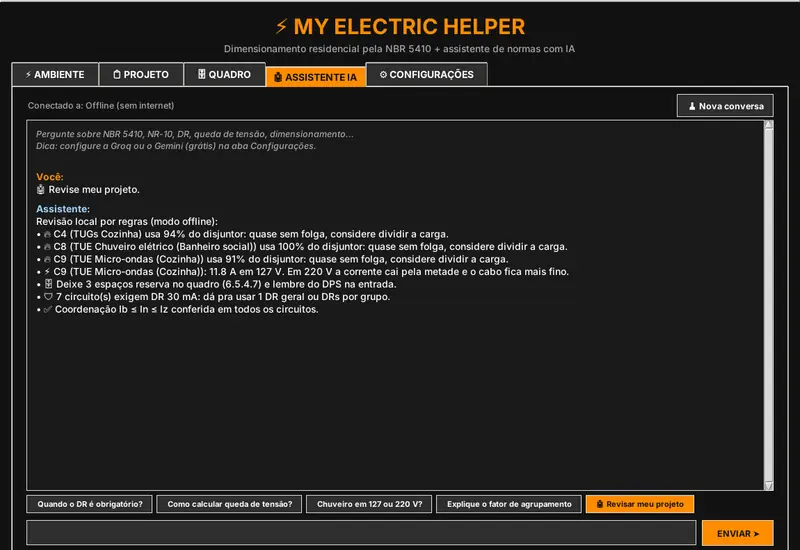 ⚡ MY ELECTRIC HELPER
Dimensionamento residencial pela NBR 5410 + assistente de normas com IA
⚡ AMBIENTE
📋 PROJETO
🗄 QUADRO
🤖 ASSISTENTE IA
⚙ CONFIGURAÇÕES
Conectado a: Offline (sem internet)
🧹 Nova conversa
Pergunte sobre NBR 5410, NR-10, DR, queda de tensão, dimensionamento...
Dica: configure a Groq ou o Gemini (grátis) na aba Configurações.
Você:
🤖 Revise meu projeto.
Assistente:
Revisão local por regras (modo offline):
• 🔥 C4 (TUGs Cozinha) usa 94% do disjuntor: quase sem folga, considere dividir a carga.
• 🔥 C8 (TUE Chuveiro elétrico (Banheiro social)) usa 100% do disjuntor: quase sem folga, considere dividir a carga.
• 🔥 C9 (TUE Micro-ondas (Cozinha)) usa 91% do disjuntor: quase sem folga, considere dividir a carga.
• ⚡ C9 (TUE Micro-ondas (Cozinha)): 11.8 A em 127 V. Em 220 V a corrente cai pela metade e o cabo fica mais fino.
• 🗄 Deixe 3 espaços reserva no quadro (6.5.4.7) e lembre do DPS na entrada.
• 🛡 7 circuito(s) exigem DR 30 mA: dá pra usar 1 DR geral ou DRs por grupo.
• ✅ Coordenação Ib ≤ In ≤ Iz conferida em todos os circuitos.
Quando o DR é obrigatório?
Como calcular queda de tensão?
Chuveiro em 127 ou 220 V?
Explique o fator de agrupamento
🤖 Revisar meu projeto
ENVIAR ➤